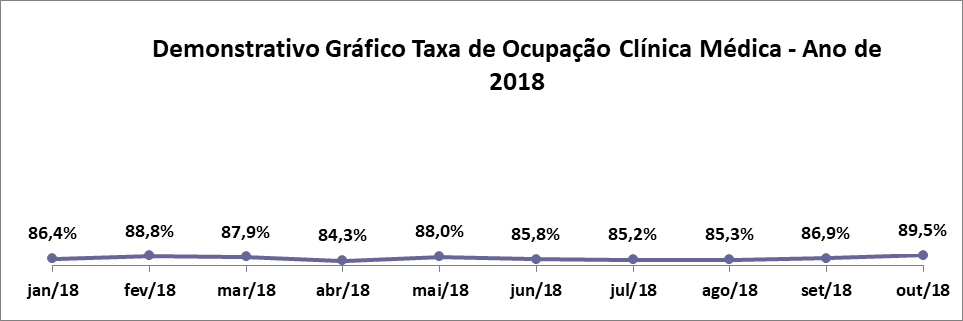 Demonstrativo Gráfico Taxa de Ocupação Clínica Médica - Ano de
2018
86,4% 88,8% 87,9% 84,3% 88,0% 85,8% 85,2% 85,3% 86,9% 89,5%
jan/18 fev/18 mar/18 abr/18 mai/18 jun/18 jul/18 ago/18 set/18 out/18